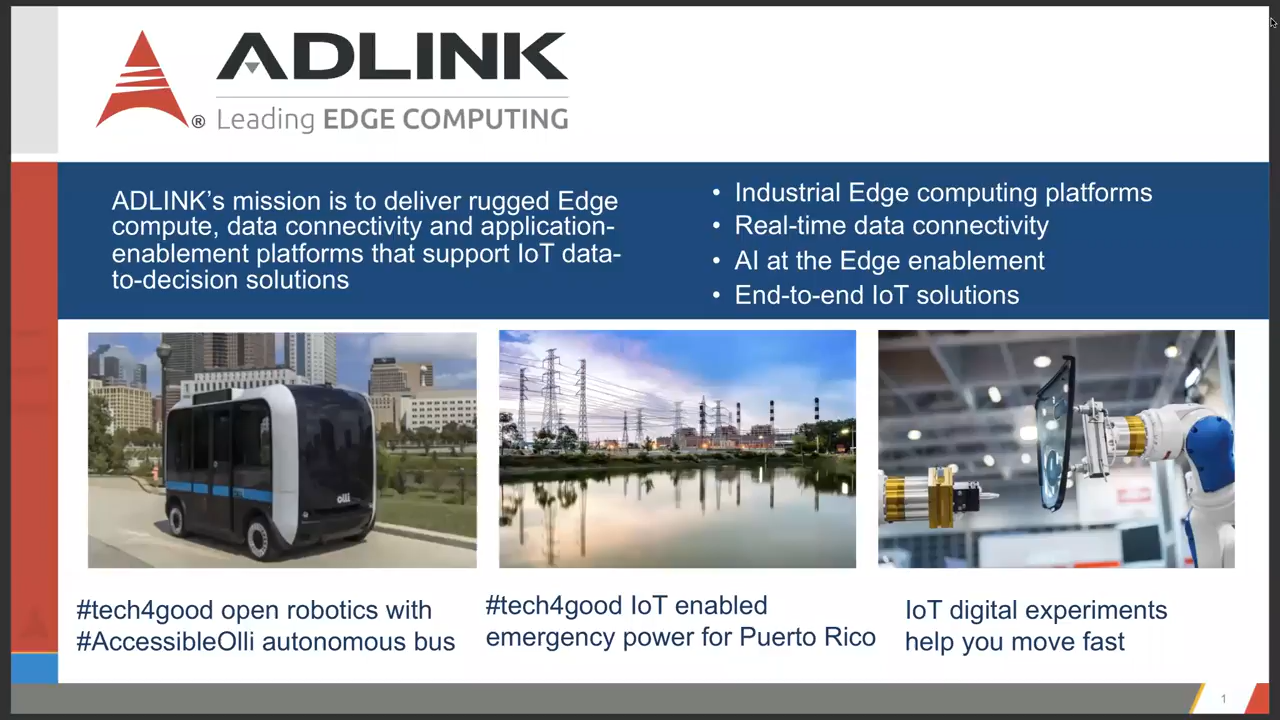 ADLINK
® Leading EDGE COMPUTING
ADLINK’s mission is to deliver rugged Edge
compute, data connectivity and application-
enablement platforms that support IoT data-
to-decision solutions
• Industrial Edge computing platforms
• Real-time data connectivity
• AI at the Edge enablement
• End-to-end IoT solutions
olli
#tech4good open robotics with
#AccessibleOlli autonomous bus
#tech4good IoT enabled
emergency power for Puerto Rico
IoT digital experiments
help you move fast
1